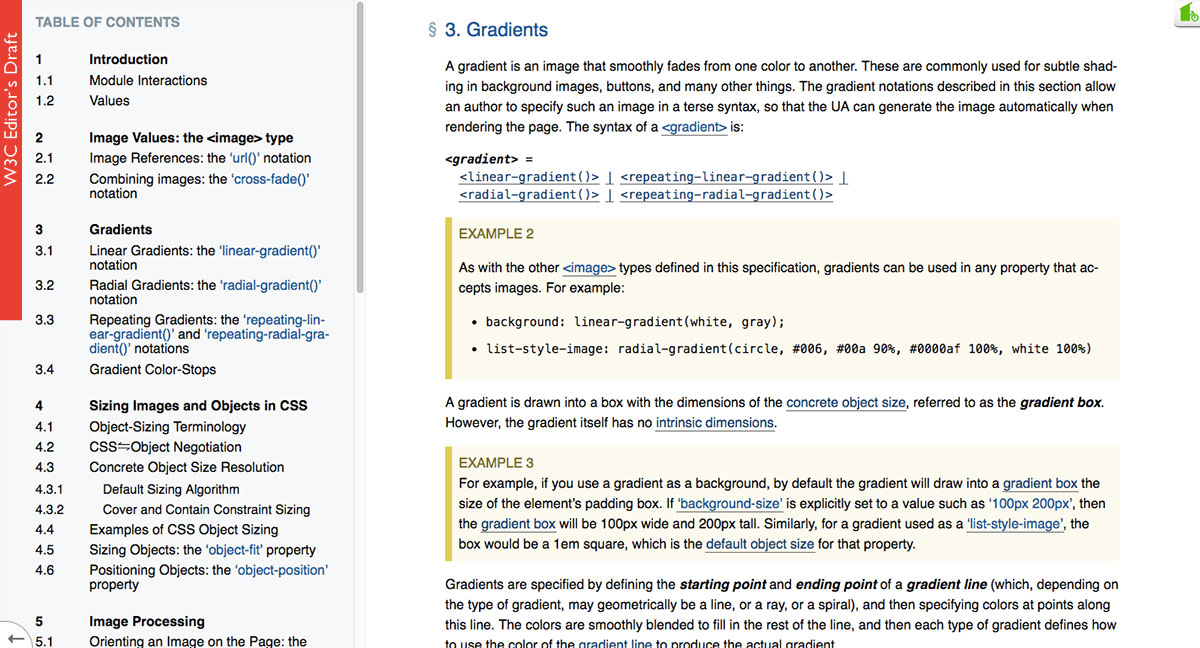 W3C Editor's Draft
TABLE OF CONTENTS
1 Introduction
1.1 Module Interactions
1.2 Values
2 Image Values: the <image> type
2.1 Image References: the ‘url()’ notation
2.2 Combining images: the ‘cross-fade()’
notation
3 Gradients
3.1 Linear Gradients: the ‘linear-gradient()’
notation
3.2 Radial Gradients: the ‘radial-gradient()’
notation
3.3 Repeating Gradients: the ‘repeating-lin-
ear-gradient()’ and ‘repeating-radial-gra-
dient()’ notations
3.4 Gradient Color-Stops
4 Sizing Images and Objects in CSS
4.1 Object-Sizing Terminology
4.2 CSS⇋Object Negotiation
4.3 Concrete Object Size Resolution
4.3.1 Default Sizing Algorithm
4.3.2 Cover and Contain Constraint Sizing
4.4 Examples of CSS Object Sizing
4.5 Sizing Objects: the ‘object-fit’ property
4.6 Positioning Objects: the ‘object-position’
property
5 Image Processing
5.1 Orienting an Image on the Page: the
§ 3. Gradients
A gradient is an image that smoothly fades from one color to another. These are commonly used for subtle shad-
ing in background images, buttons, and many other things. The gradient notations described in this section allow
an author to specify such an image in a terse syntax, so that the UA can generate the image automatically when
rendering the page. The syntax of a <gradient> is:
<gradient> =
<linear-gradient()> | <repeating-linear-gradient()> |
<radial-gradient()> | <repeating-radial-gradient()>
EXAMPLE 2
As with the other <image> types defined in this specification, gradients can be used in any property that ac-
cepts images. For example:
• background: linear-gradient(white, gray);
• list-style-image: radial-gradient(circle, #006, #00a 90%, #0000af 100%, white 100%)
A gradient is drawn into a box with the dimensions of the concrete object size, referred to as the gradient box.
However, the gradient itself has no intrinsic dimensions.
EXAMPLE 3
For example, if you use a gradient as a background, by default the gradient will draw into a gradient box the
size of the element's padding box. If ‘background-size’ is explicitly set to a value such as ‘100px 200px’, then
the gradient box will be 100px wide and 200px tall. Similarly, for a gradient used as a ‘list-style-image’, the
box would be a 1em square, which is the default object size for that property.
Gradients are specified by defining the starting point and ending point of a gradient line (which, depending on
the type of gradient, may geometrically be a line, or a ray, or a spiral), and then specifying colors at points along
this line. The colors are smoothly blended to fill in the rest of the line, and then each type of gradient defines how
to use the color of the gradient line to produce the actual gradient.